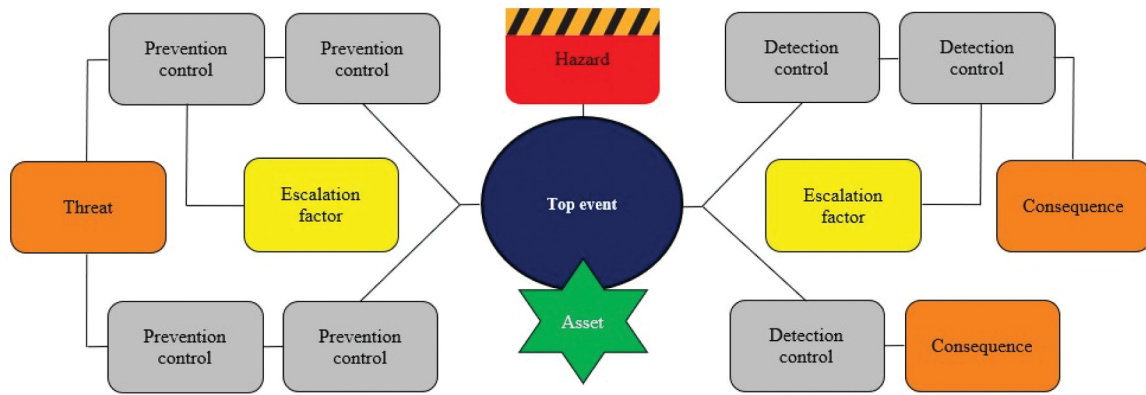 Prevention
control
Prevention
control
Hazard
Detection
control
Detection
control
Threat
Escalation
factor
Top event
Escalation
factor
Consequence
Prevention
control
Prevention
control
Asset
Detection
control
Consequence